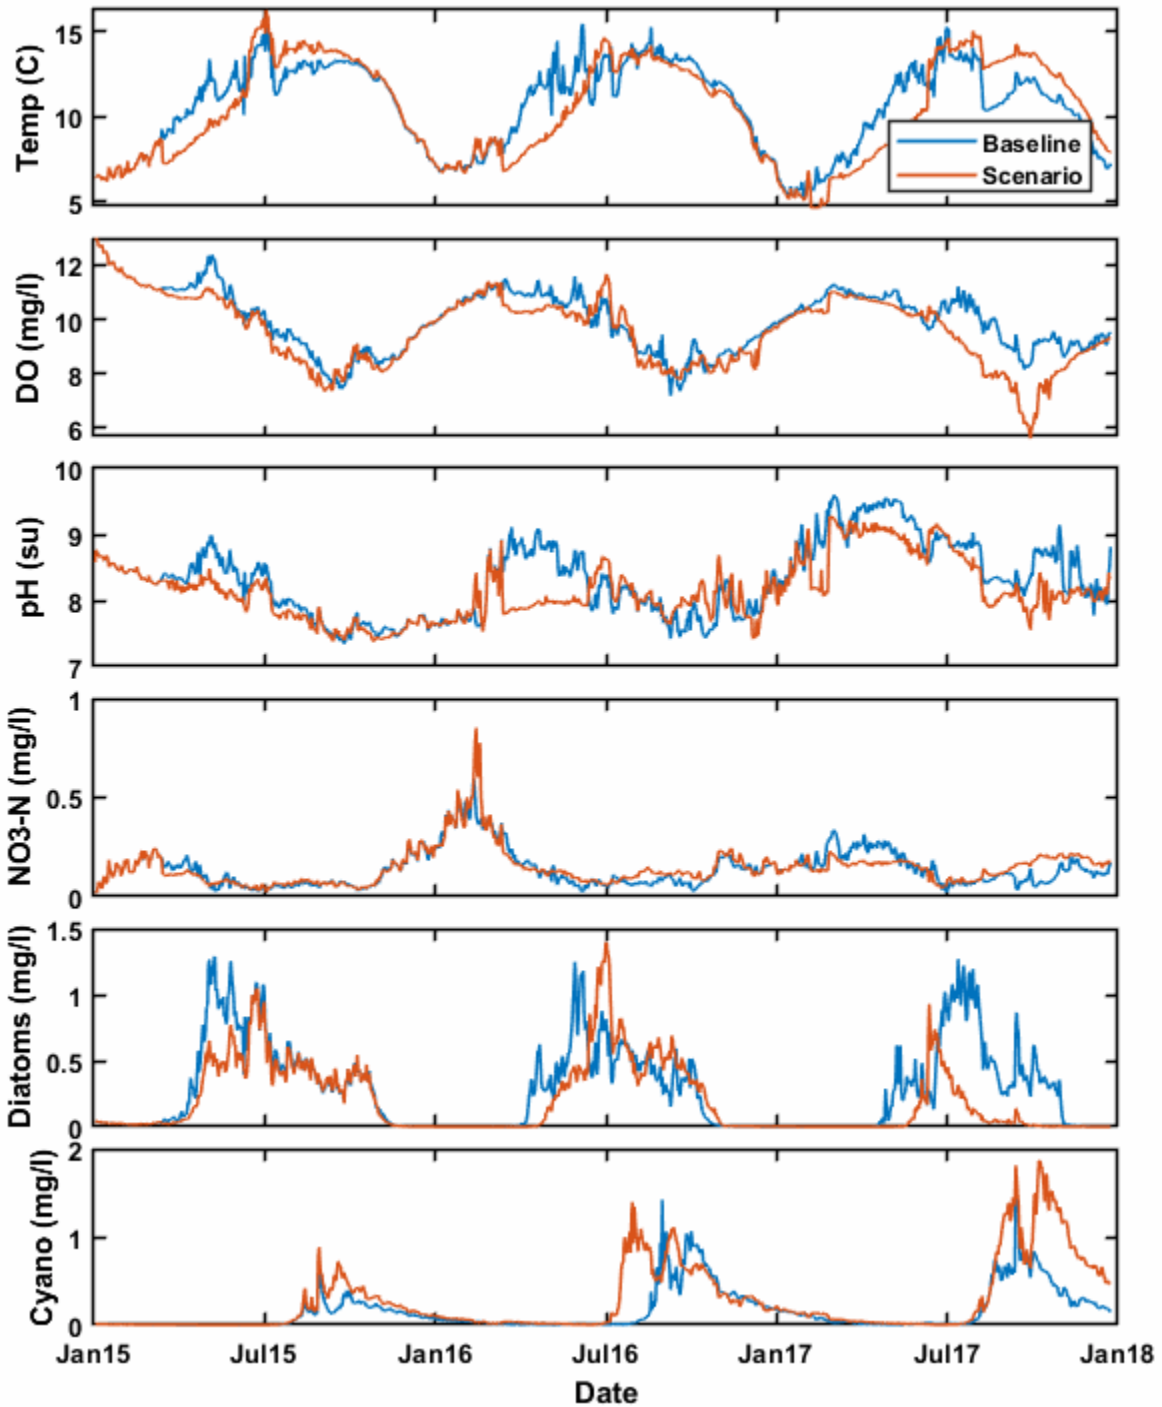 Temp (C)
15
10
5
Baseline
Scenario
DO (mg/l)
12
10
8
6
pH (su)
10
9
8
7
NO3-N (mg/l)
1
0.5
0
Diatoms (mg/l)
1.5
1
0.5
0
Cyano (mg/l)
2
1
0
Jan15 Jul15 Jan16 Jul16 Jan17 Jul17 Jan18
Date